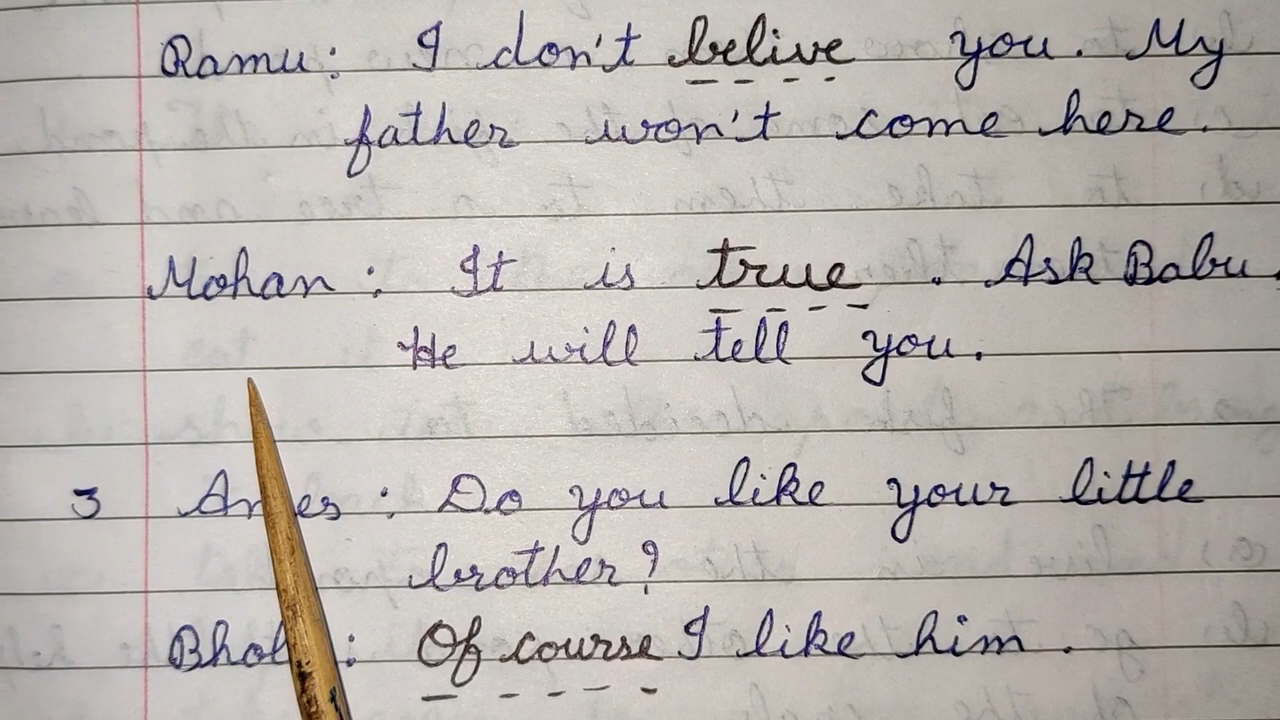 Ramu: I don't belive you. My
father won't come here.
Mohan: It is true. Ask Babu.
He will tell you.
3 : Do you like your little
brother?
: Of course I like him.